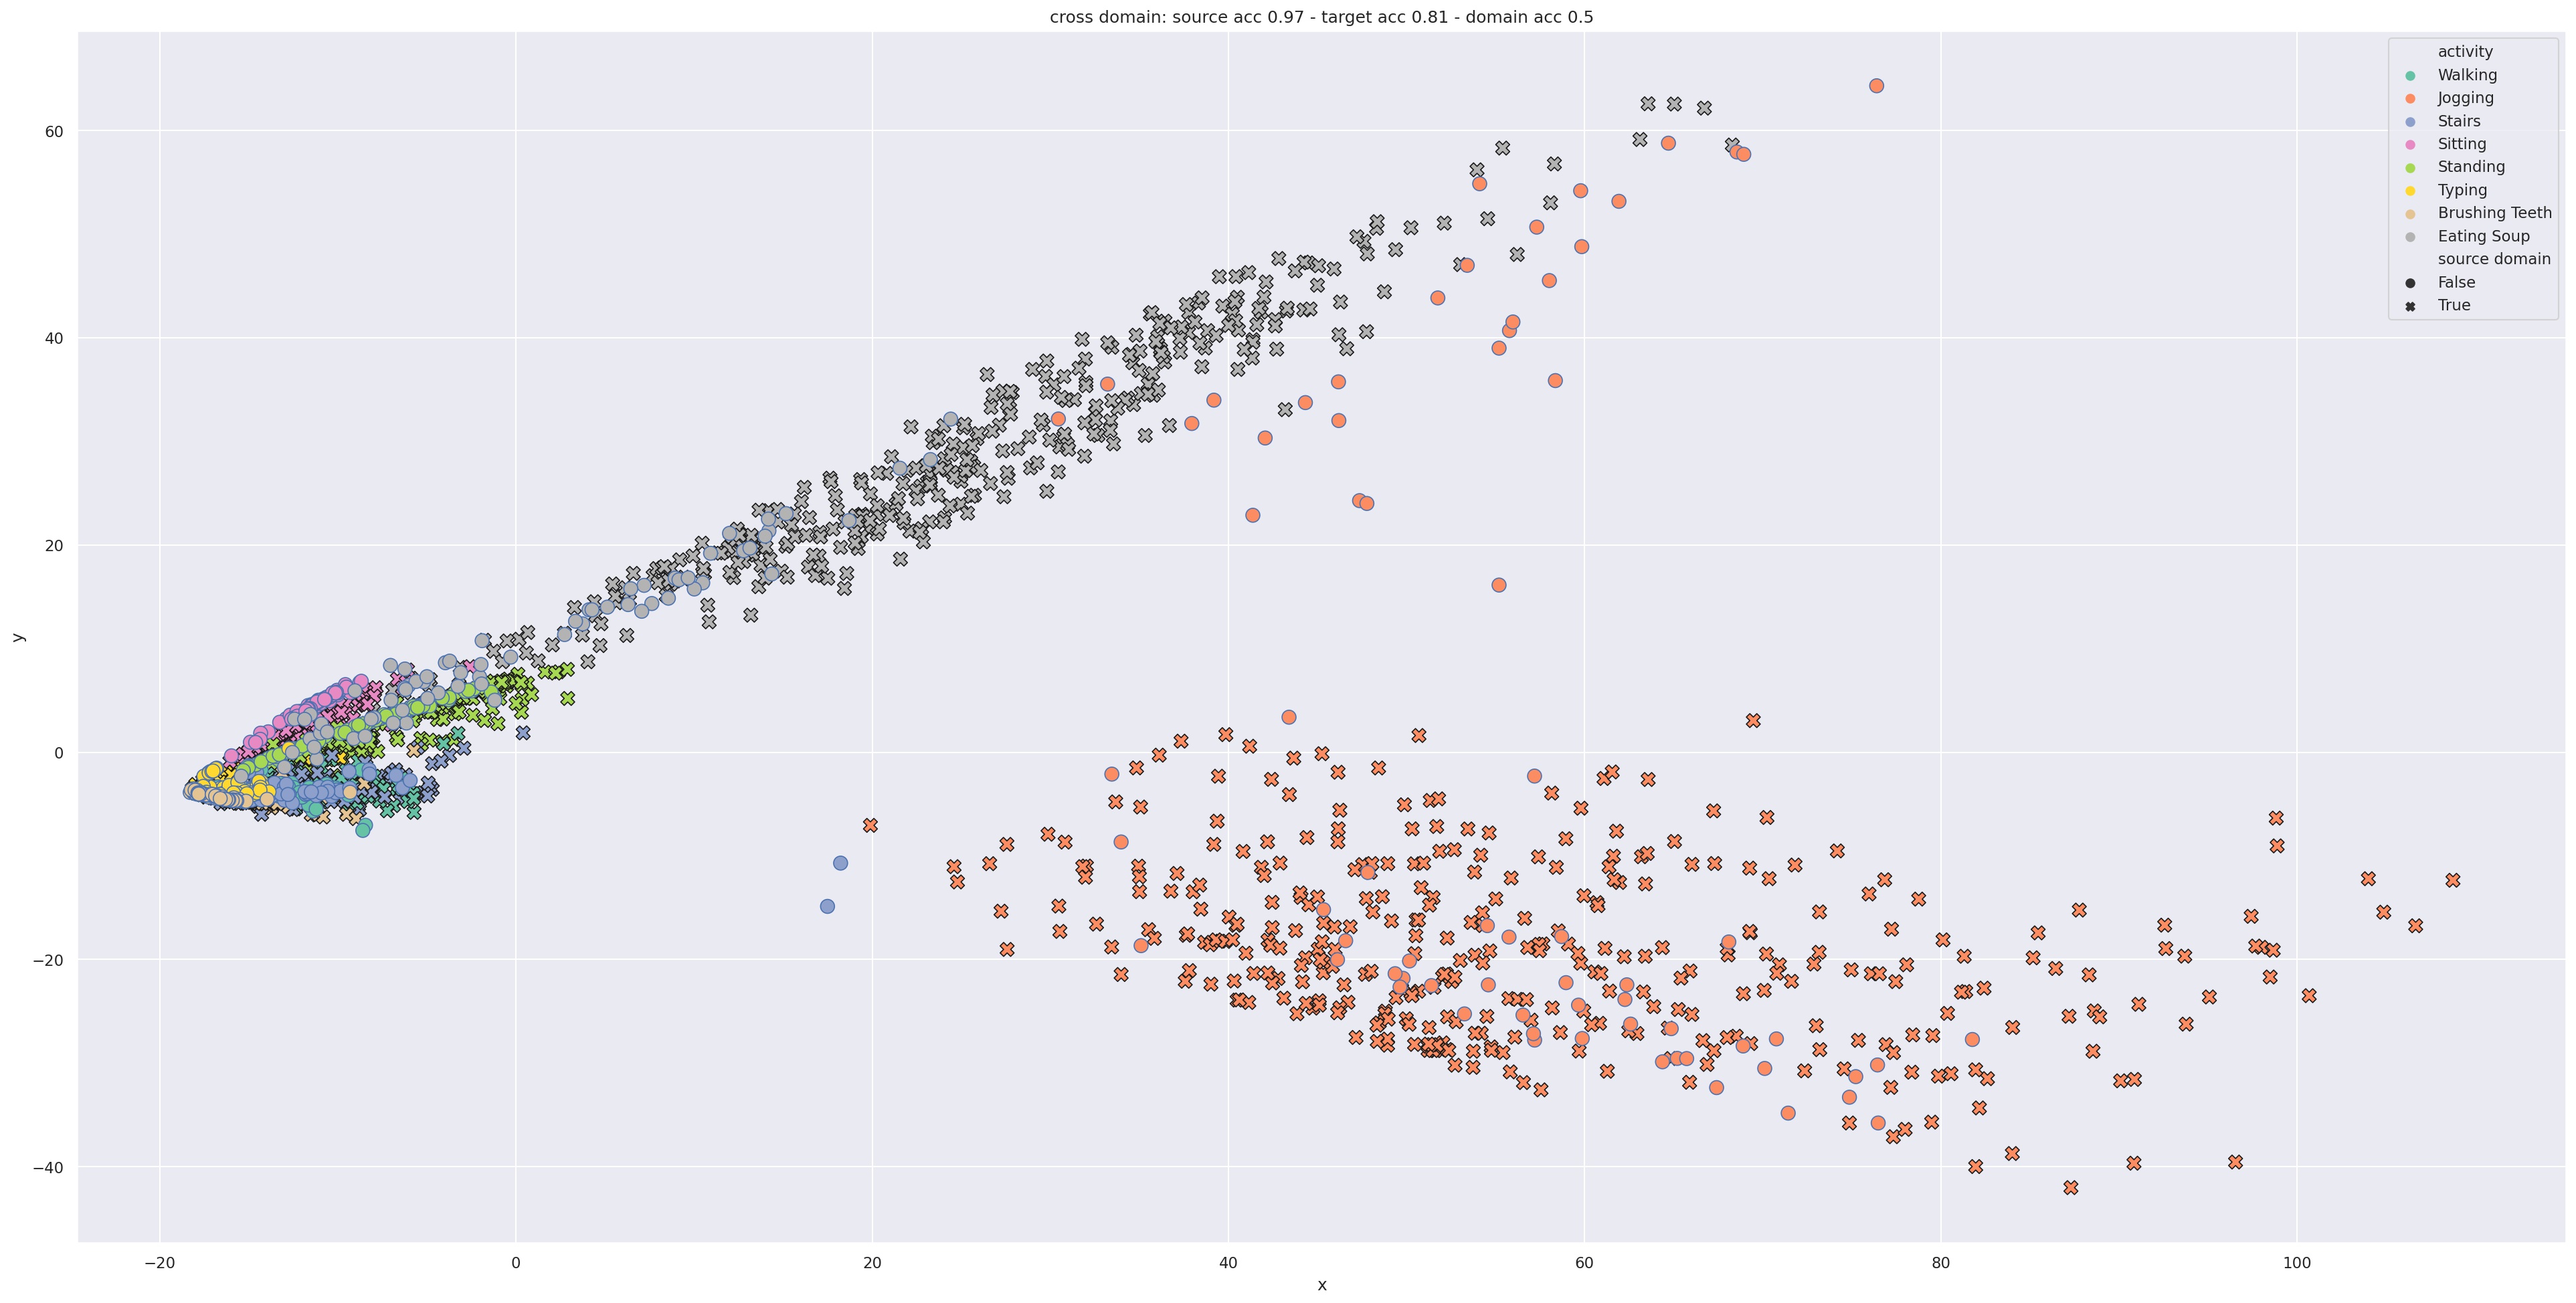 cross domain: source acc 0.97 - target acc 0.81 - domain acc 0.5
activity
Walking
Jogging
Stairs
Sitting
Standing
Typing
Brushing Teeth
Eating Soup
source domain
False
True
60
40
20
0
−20
−40
y
−20
0
20
40
60
80
100
x